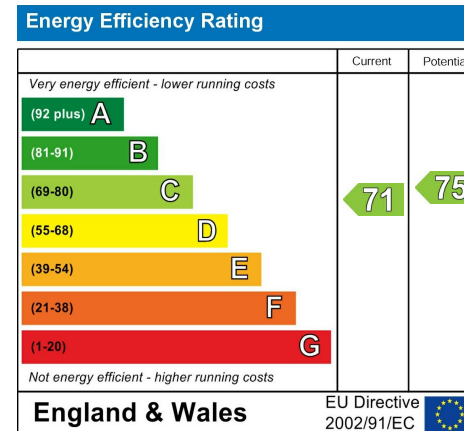 Energy Efficiency Rating
Current Potentia
Very energy efficient - lower running costs
(92 plus) A
(81-91) B
(69-80) C
71 75
(55-68) D
(39-54) E
(21-38) F
(1-20) G
Not energy efficient - higher running costs
England & Wales
EU Directive
2002/91/EC